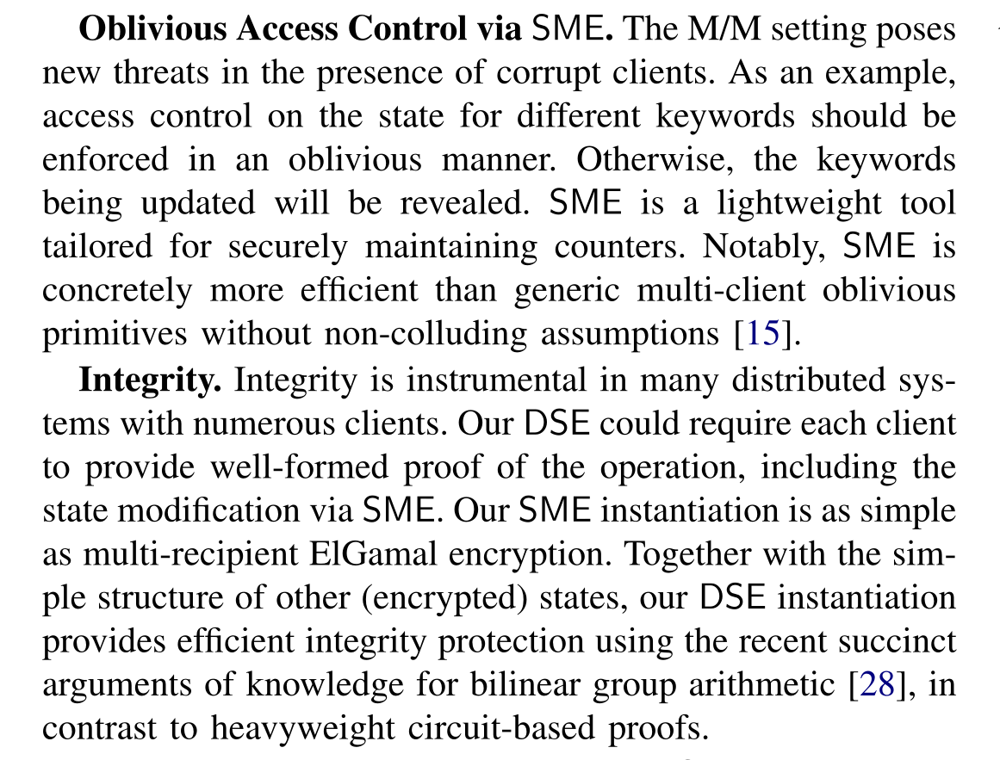 Oblivious Access Control via SME. The M/M setting poses
new threats in the presence of corrupt clients. As an example,
access control on the state for different keywords should be
enforced in an oblivious manner. Otherwise, the keywords
being updated will be revealed. SME is a lightweight tool
tailored for securely maintaining counters. Notably, SME is
concretely more efficient than generic multi-client oblivious
primitives without non-colluding assumptions [15].
Integrity. Integrity is instrumental in many distributed sys-
tems with numerous clients. Our DSE could require each client
to provide well-formed proof of the operation, including the
state modification via SME. Our SME instantiation is as simple
as multi-recipient ElGamal encryption. Together with the sim-
ple structure of other (encrypted) states, our DSE instantiation
provides efficient integrity protection using the recent succinct
arguments of knowledge for bilinear group arithmetic [28], in
contrast to heavyweight circuit-based proofs.